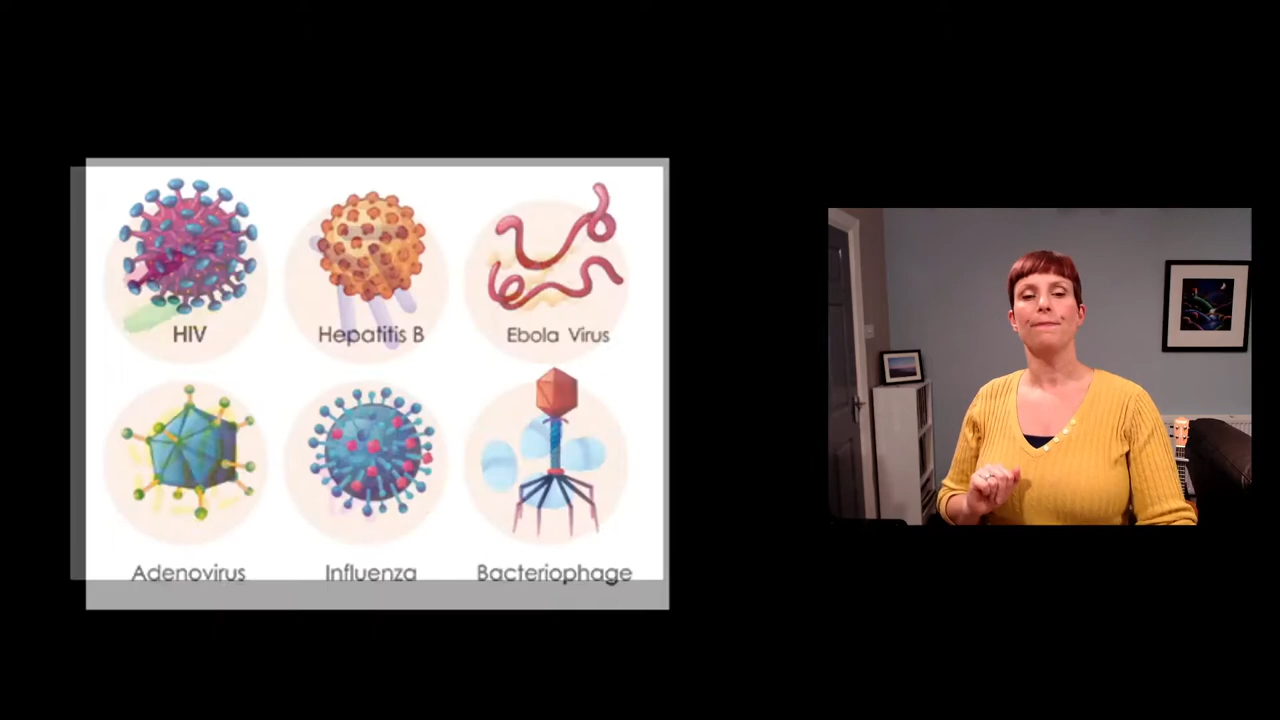 HIV
Hepatitis B
Ebola Virus
Adenovirus
Influenza
Bacteriophage